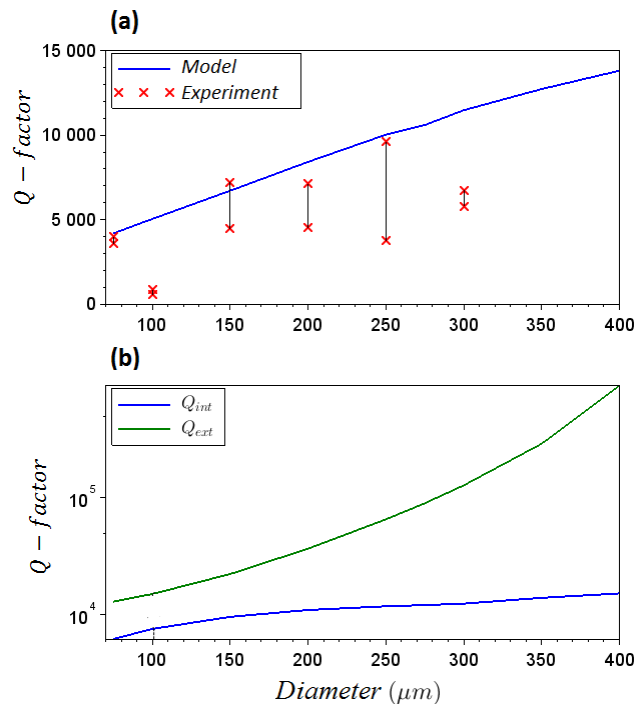 (a)
15 000
10 000
5 000
0
Q - factor
Model
Experiment
100
150
200
250
300
350
400
(b)
Q_int
Q_ext
10^5
10^4
Q - factor
100
150
200
250
300
350
400
Diameter (μm)